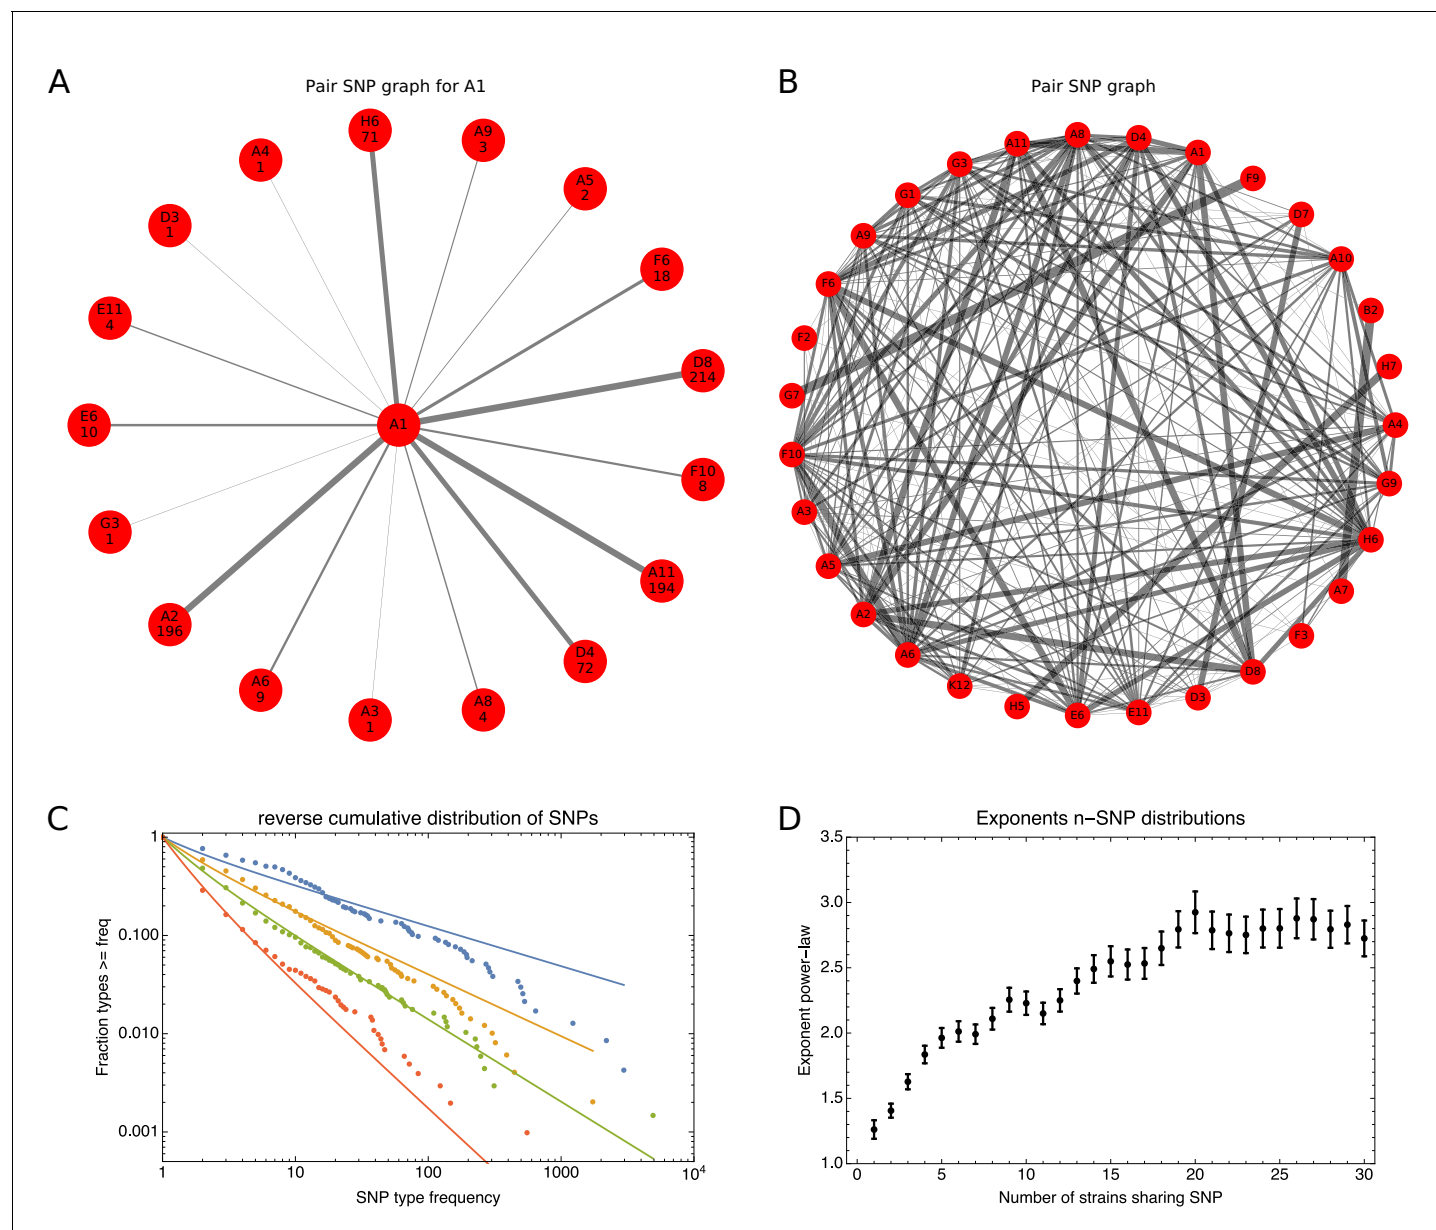 A
Pair SNP graph for A1
H6
71
A9
3
A4
1
A5
2
D3
1
F6
18
E11
4
D8
214
E6
10
A1
F10
8
G3
1
A11
194
A2
196
D4
72
A6
9
A3
1
A8
4
B
Pair SNP graph
A8
D4
A11
A1
G3
F9
G1
D7
A9
A10
F6
B2
F2
H7
G7
A4
F10
G9
A3
H6
A5
A7
A2
F3
A6
D8
K12
D3
H5
E11
E6
C
reverse cumulative distribution of SNPs
Fraction types >= freq
1
0.100
0.010
0.001
1
10
100
1000
10⁴
SNP type frequency
D
Exponents n−SNP distributions
Exponent power−law
3.5
3.0
2.5
2.0
1.5
1.0
0
5
10
15
20
25
30
Number of strains sharing SNP